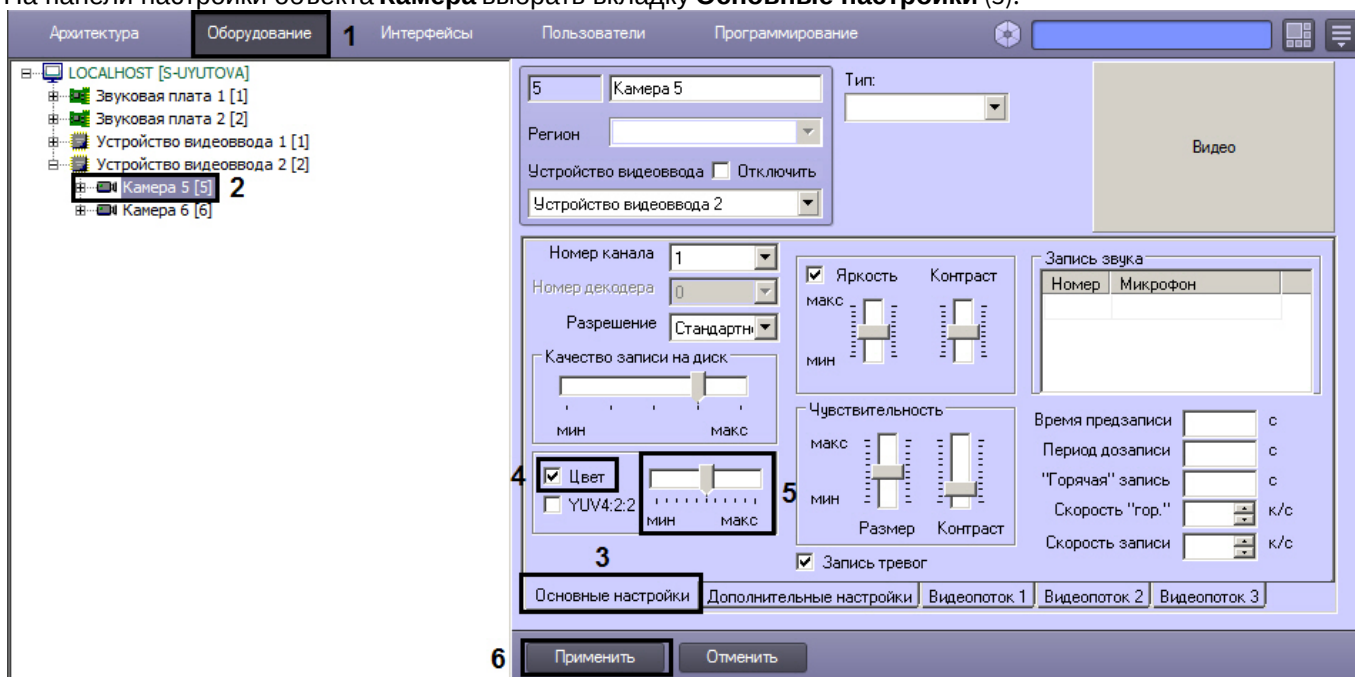 На панели настройки объекта Камера выбрать вкладку Основные настройки (3).
Архитектура Оборудование 1 Интерфейсы Пользователи Программирование
LOCALHOST [S-UYUTOVA]
Звуковая плата 1 [1]
Звуковая плата 2 [2]
Устройство видеоввода 1 [1]
Устройство видеоввода 2 [2]
Камера 5 [5] 2
Камера 6 [6]
5 Камера 5
Тип:
Регион
Устройство видеоввода Отключить
Устройство видеоввода 2
Видео
Номер канала 1
Номер декодера 0
Разрешение Стандартн
Качество записи на диск
мин макс
4 Цвет
YUV4:2:2
мин макс
5
3
Яркость Контраст
макс
мин
Чувствительность
макс
мин
Размер Контраст
Запись тревог
Запись звука
Номер Микрофон
Время предзаписи с
Период дозаписи с
"Горячая" запись с
Скорость "гор." к/с
Скорость записи к/с
Основные настройки Дополнительные настройки Видеопоток 1 Видеопоток 2 Видеопоток 3
6 Применить Отменить